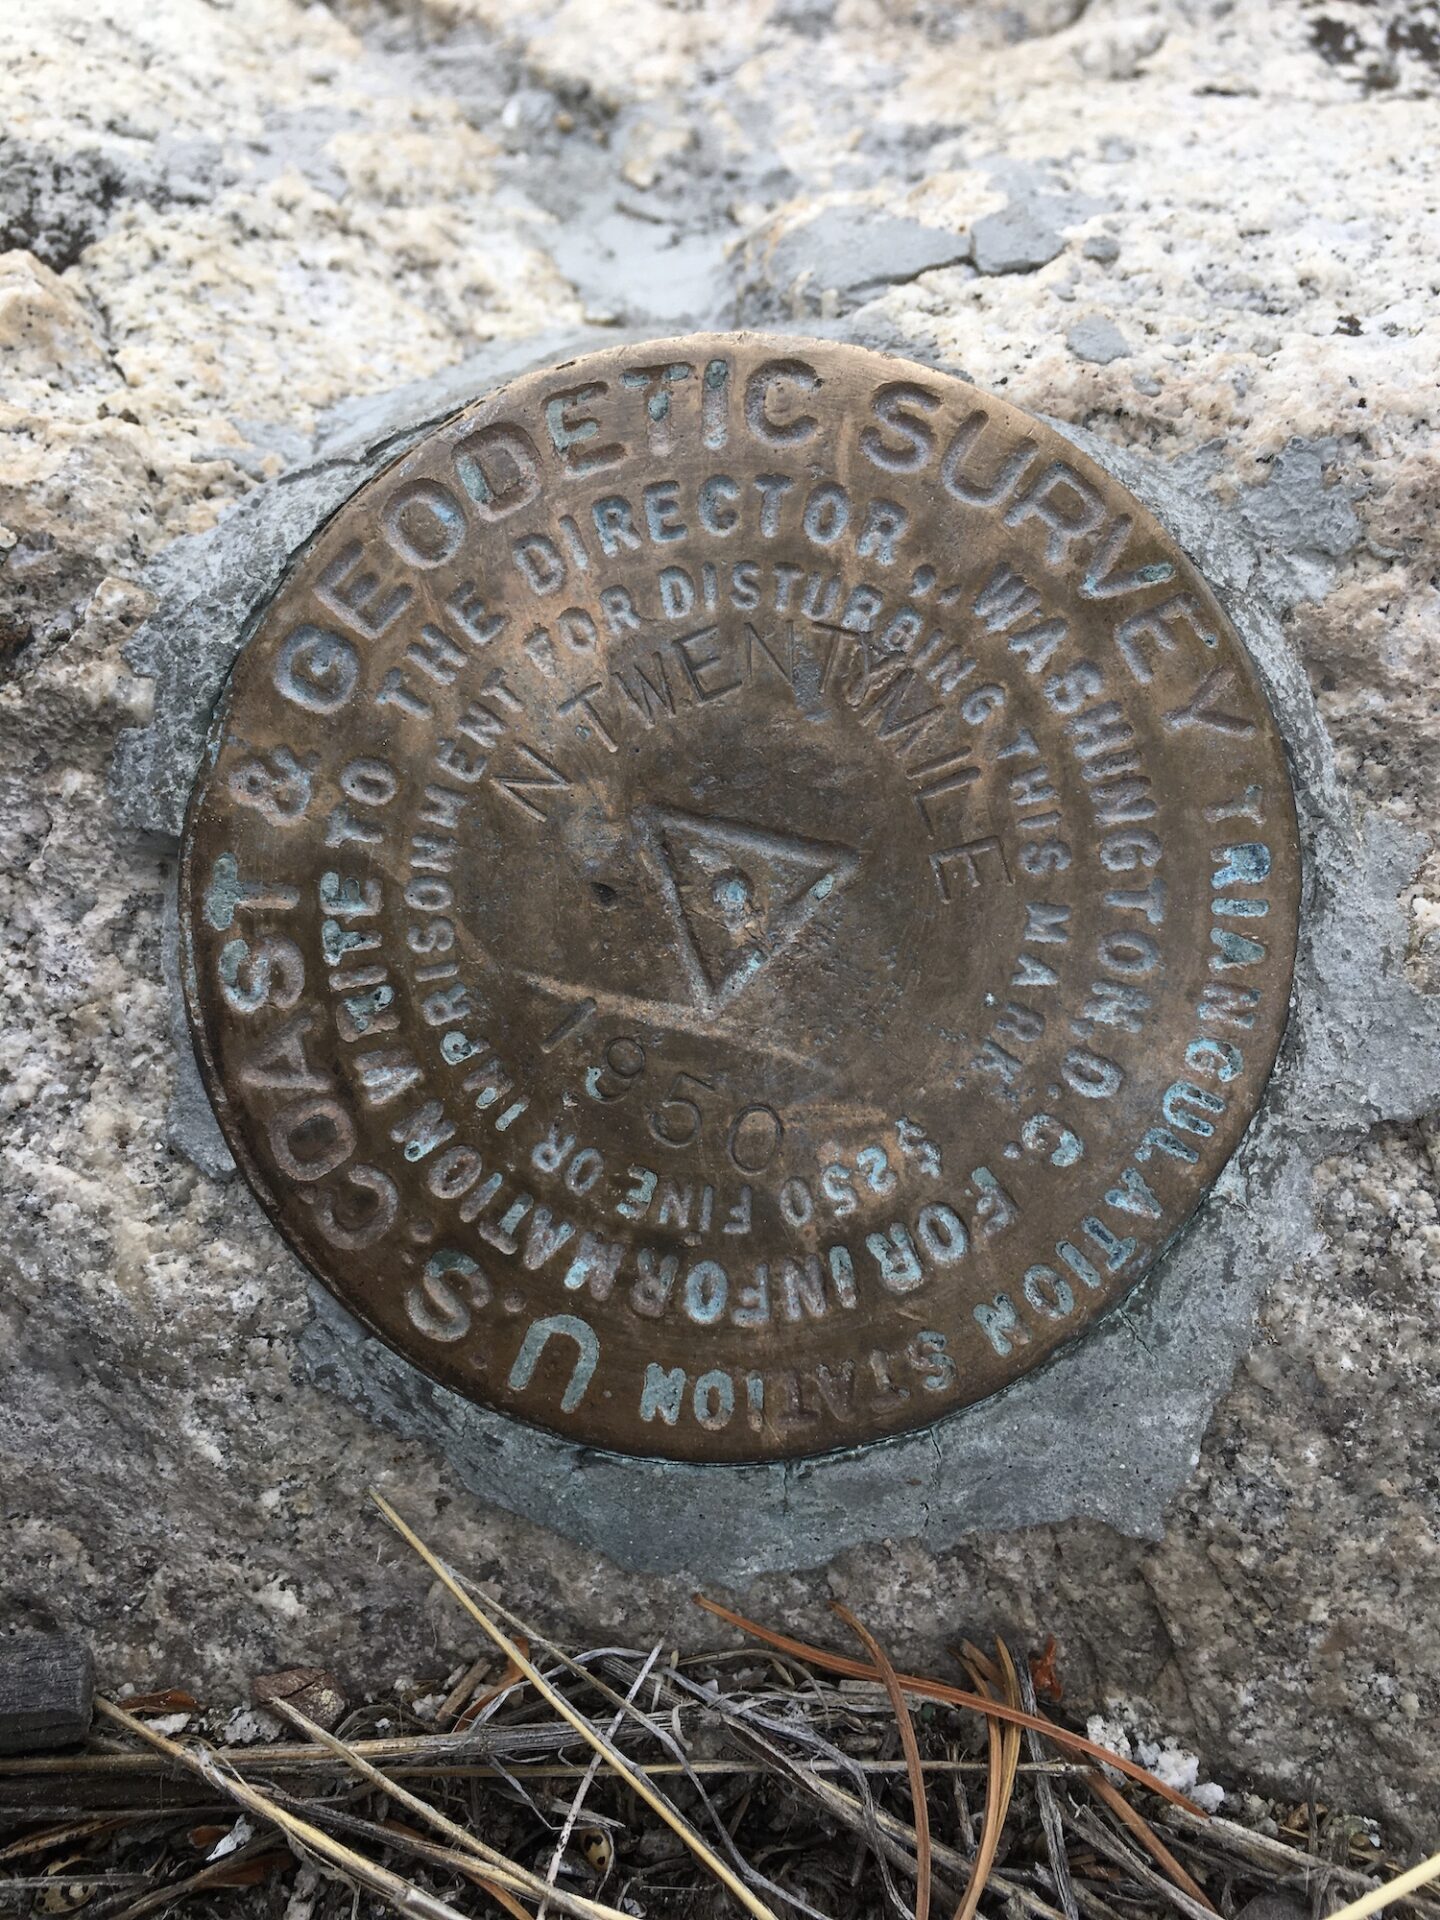 U.S. COAST & GEODETIC SURVEY
TRIANGULATION STATION
FOR INFORMATION WRITE TO THE DIRECTOR, WASHINGTON, D.C.
$250 FINE OR IMPRISONMENT FOR DISTURBING THIS MARK.
N TWENTYMILE
1950